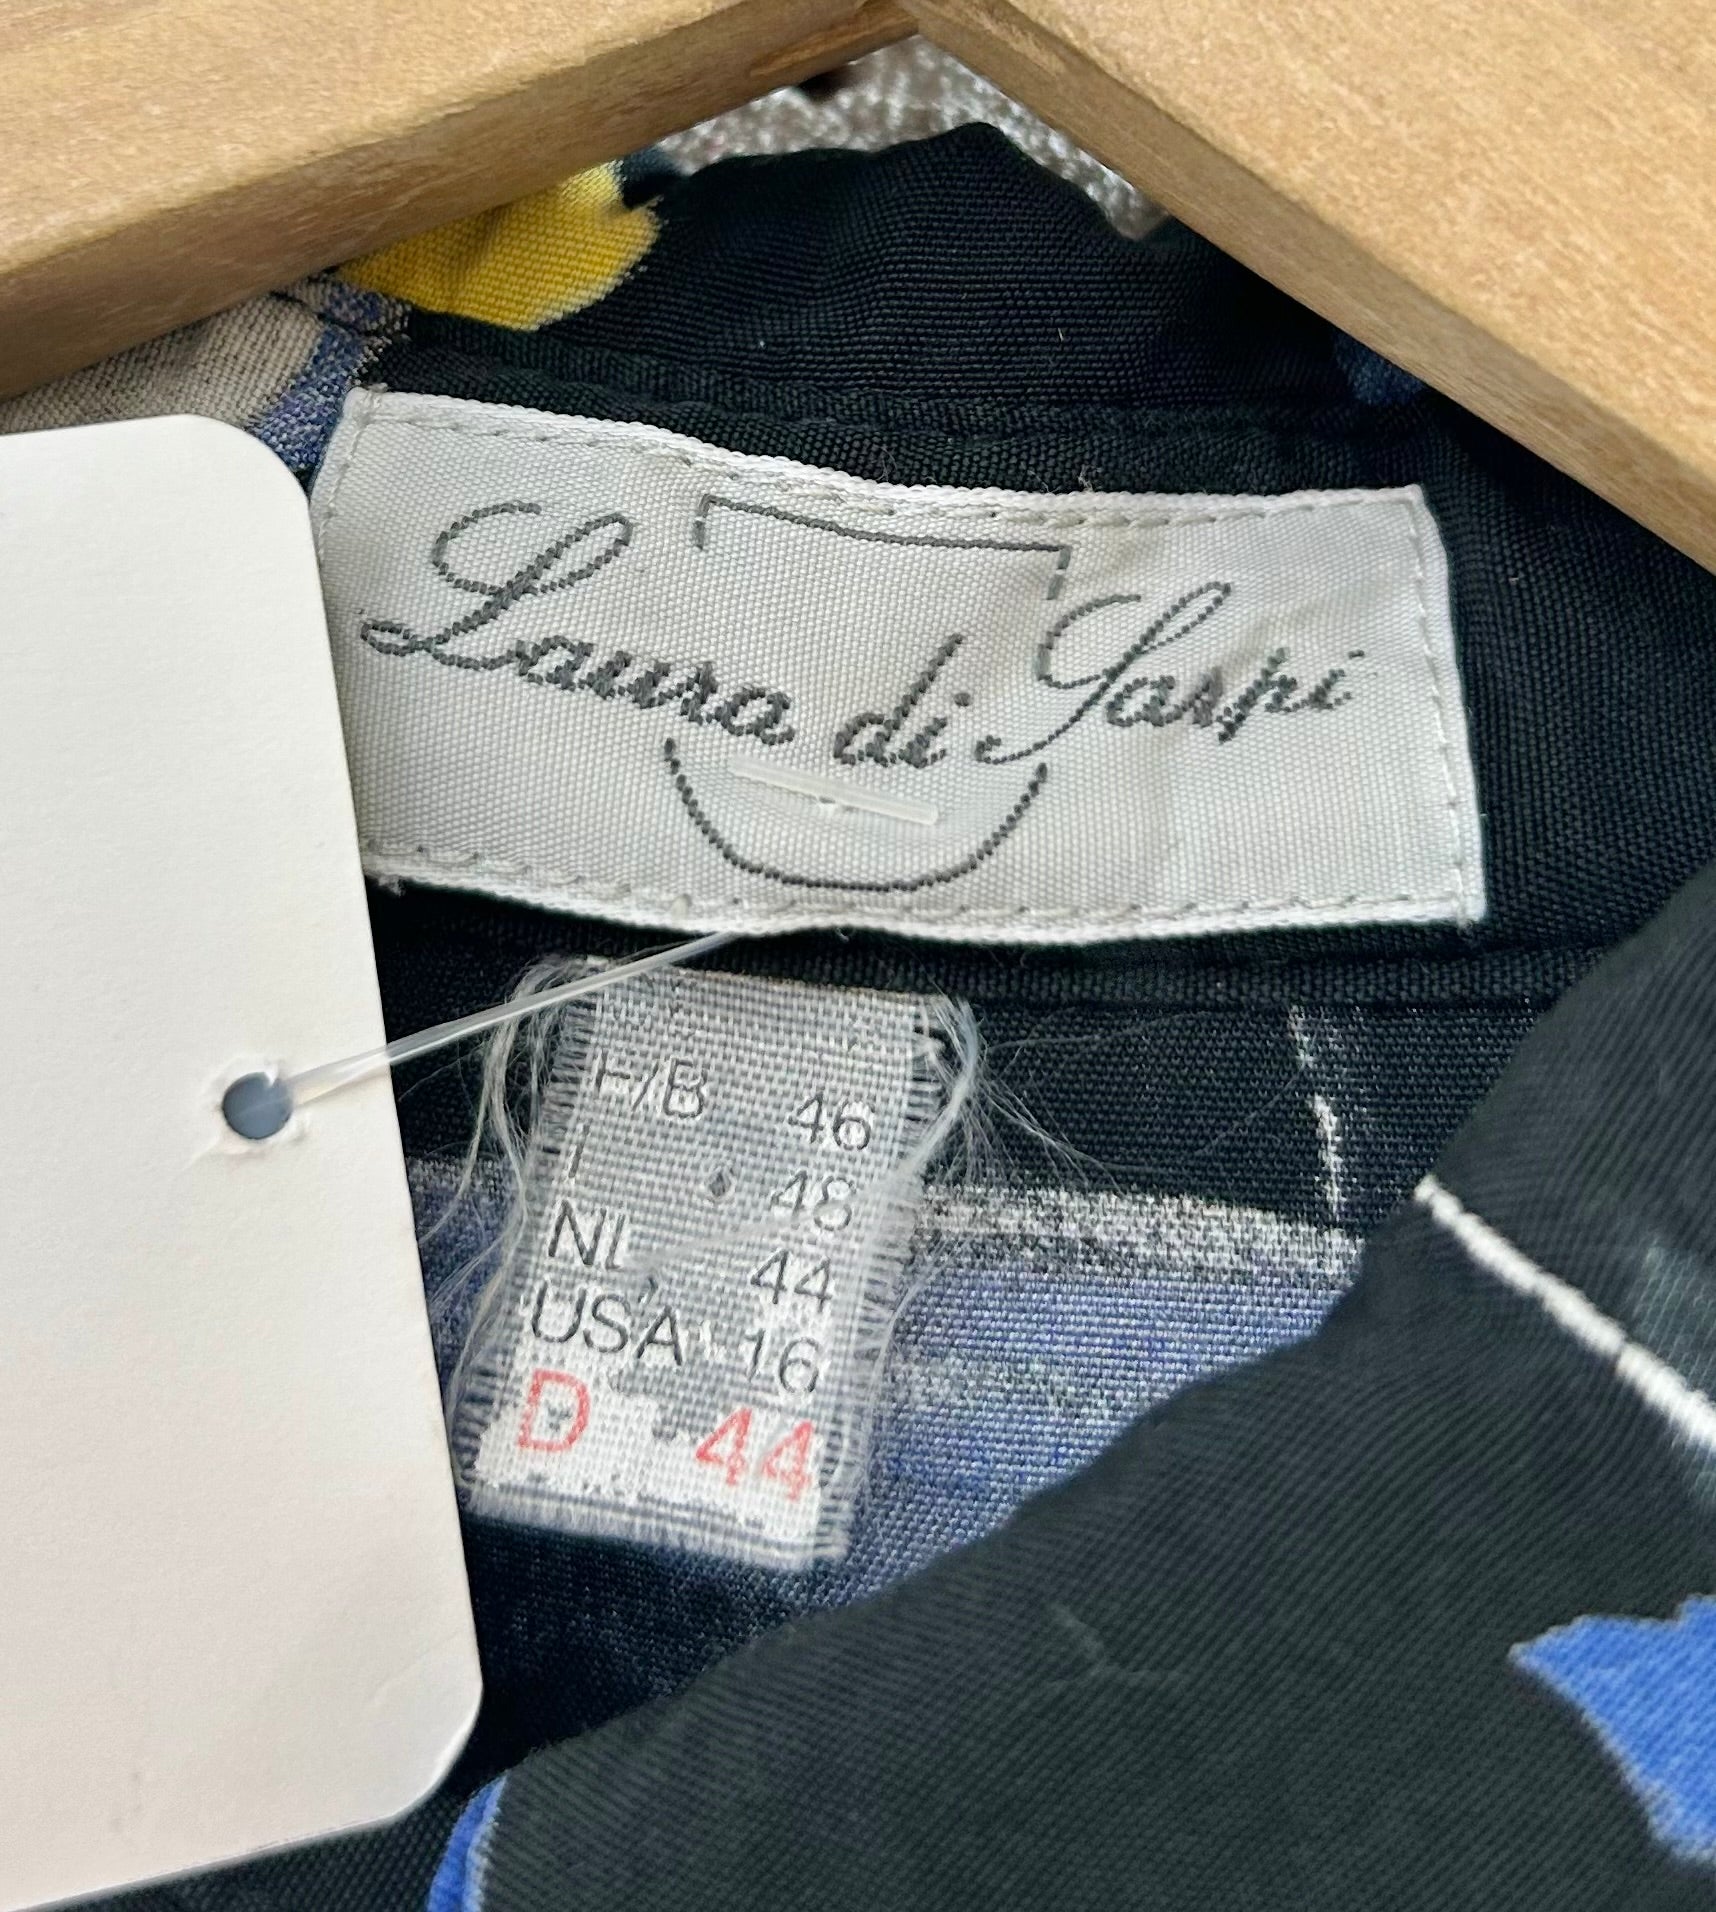 Laura di Sarpi
F/B 46
I 48
NL 44
USA 16
D 44